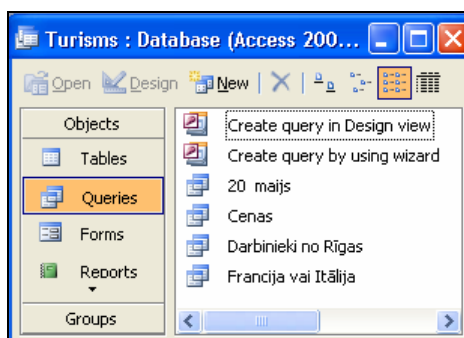 Turisms : Database (Access 200...
Open Design New
Objects
Tables
Queries
Forms
Reports
Groups
Create query in Design view
Create query by using wizard
20 maijs
Cenas
Darbinieki no Rīgas
Francija vai Itālija